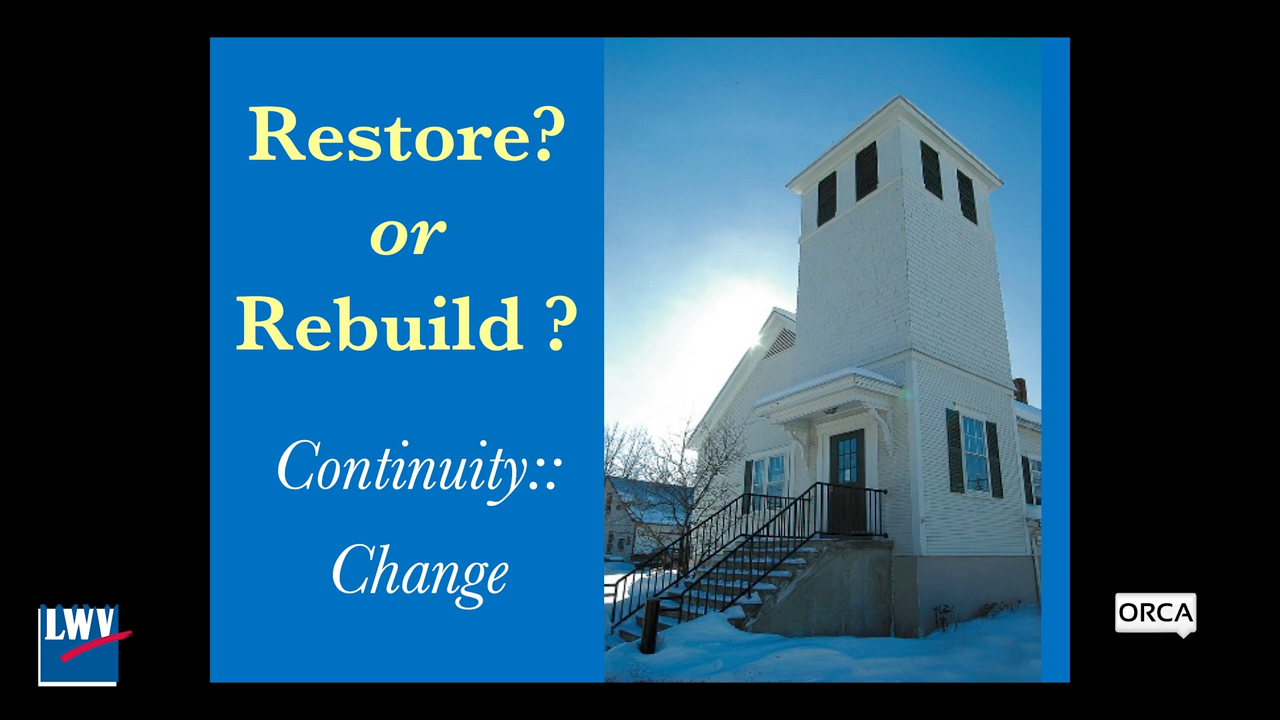 Restore?
or
Rebuild ?
Continuity::
Change
LWV
ORCA